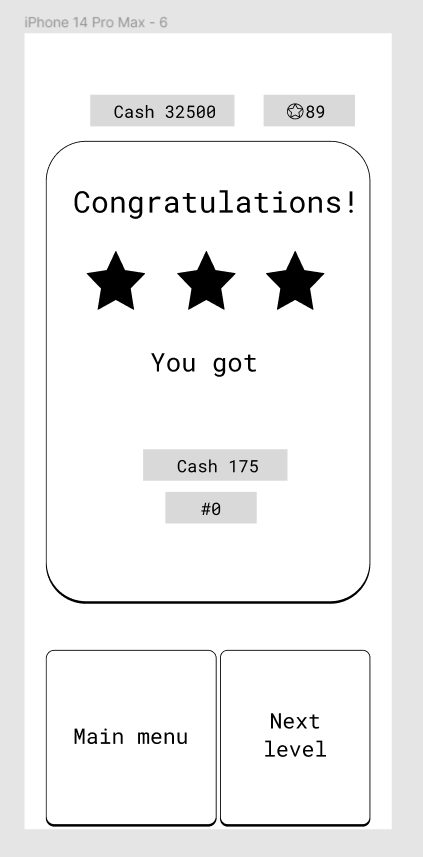 iPhone 14 Pro Max - 6
Cash 32500 89
Congratulations!
You got
Cash 175
#0
Main menu
Next
level